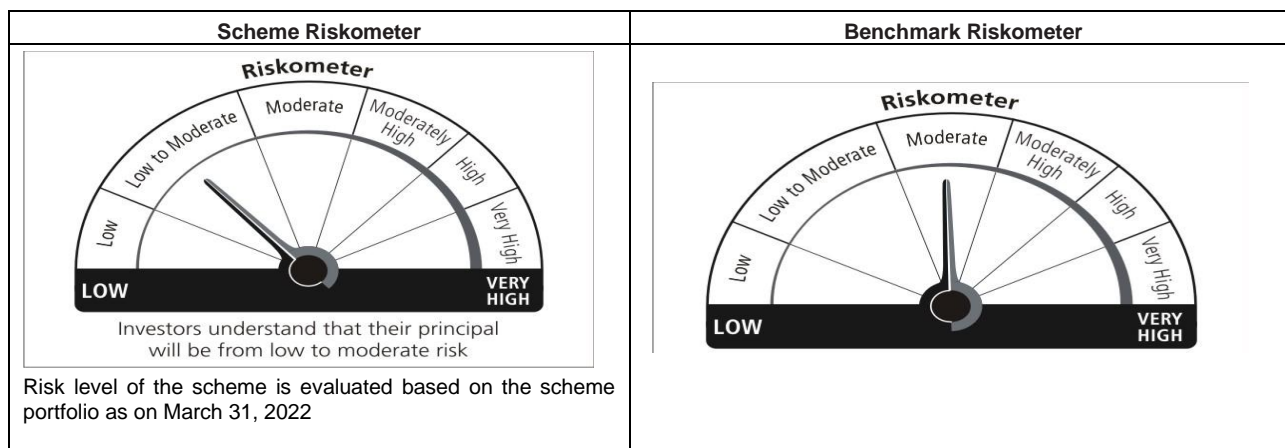 Scheme Riskometer
Benchmark Riskometer
Riskometer
Low
Low to Moderate
Moderate
Moderately
High
High
Very High
LOW
VERY
HIGH
Investors understand that their principal
will be from low to moderate risk
Risk level of the scheme is evaluated based on the scheme
portfolio as on March 31, 2022
Riskometer
Low
Low to Moderate
Moderate
Moderately
High
High
Very High
LOW
VERY
HIGH